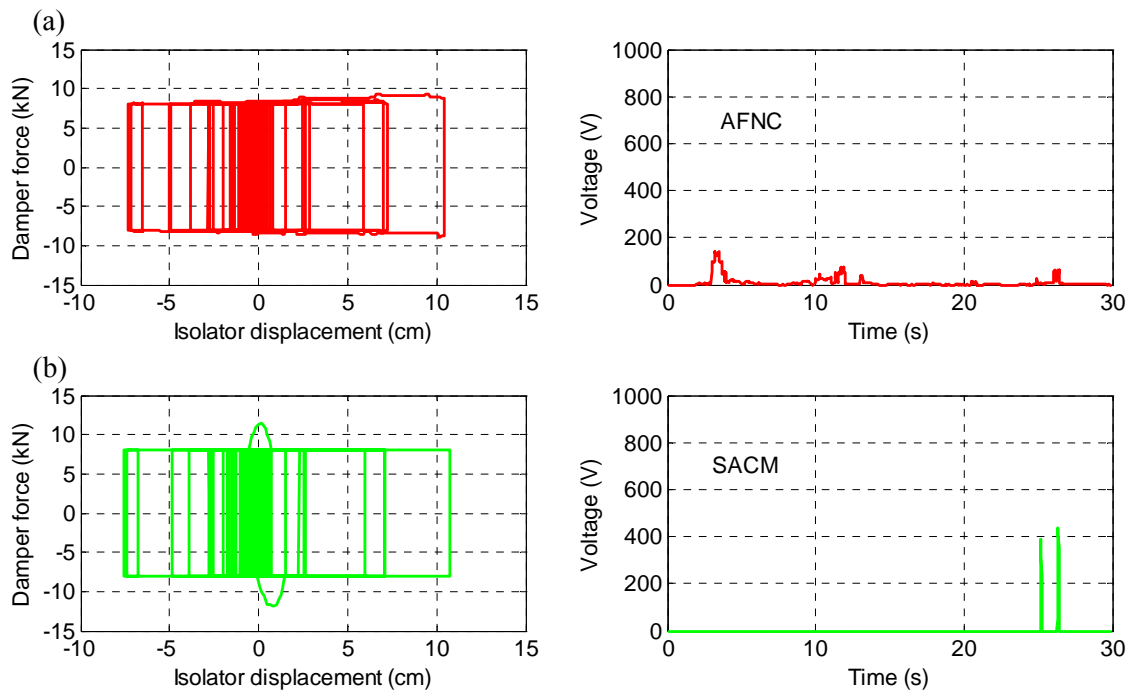 (a)
15
10
5
0
-5
-10
-15
-10 -5 0 5 10 15
Damper force (kN)
Isolator displacement (cm)
1000
800
600
400
200
0
0 10 20 30
Voltage (V)
Time (s)
AFNC
(b)
15
10
5
0
-5
-10
-15
-10 -5 0 5 10 15
Damper force (kN)
Isolator displacement (cm)
1000
800
600
400
200
0
0 10 20 30
Voltage (V)
Time (s)
SACM